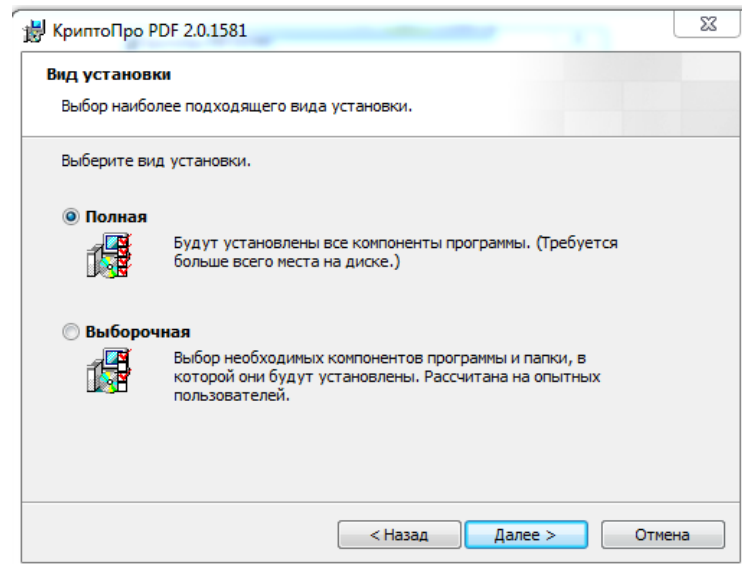 КриптоПро PDF 2.0.1581
Вид установки
Выбор наиболее подходящего вида установки.
Выберите вид установки.
Полная
Будут установлены все компоненты программы. (Требуется
больше всего места на диске.)
Выборочная
Выбор необходимых компонентов программы и папки, в
которой они будут установлены. Рассчитана на опытных
пользователей.
< Назад
Далее >
Отмена